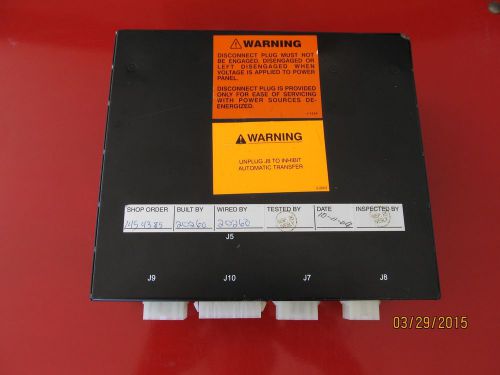 WARNING
DISCONNECT PLUG MUST NOT
BE ENGAGED, DISENGAGED OR
LEFT DISENGAGED WHEN
VOLTAGE IS APPLIED TO POWER
PANEL.
DISCONNECT PLUG IS PROVIDED
ONLY FOR EASE OF SERVICING
WITH POWER SOURCES DE-
ENERGIZED.
WARNING
UNPLUG J8 TO INHIBIT
AUTOMATIC TRANSFER
SHOP ORDER BUILT BY WIRED BY TESTED BY DATE INSPECTED BY
20260 20260
J5
J9 J10 J7 J8
03/29/2015